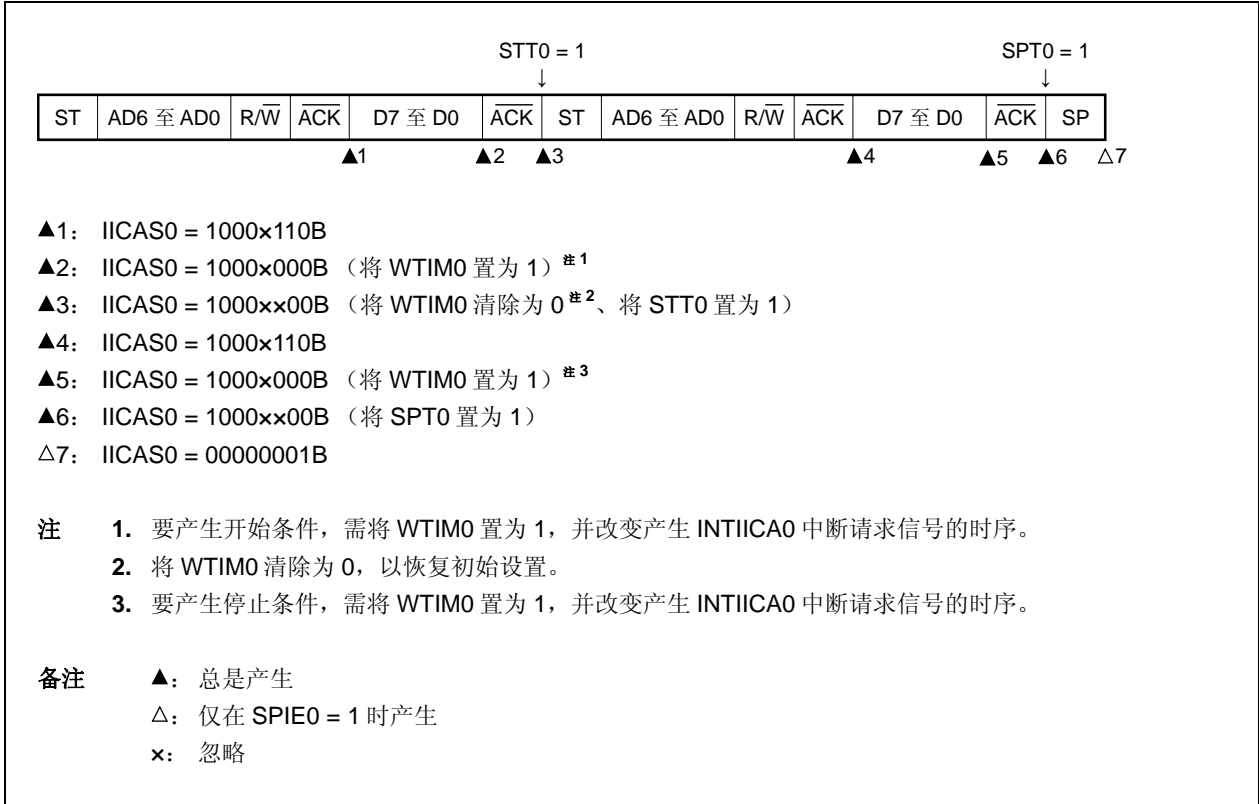 STT0 = 1 SPT0 = 1
↓ ↓
ST AD6 至 AD0 R/W̅ A̅C̅K̅ D7 至 D0 A̅C̅K̅ ST AD6 至 AD0 R/W̅ A̅C̅K̅ D7 至 D0 A̅C̅K̅ SP
▲1 ▲2 ▲3 ▲4 ▲5 ▲6 △7
▲1: IICAS0 = 1000×110B
▲2: IICAS0 = 1000×000B （将 WTIM0 置为 1）注 1
▲3: IICAS0 = 1000××00B （将 WTIM0 清除为 0 注 2、将 STT0 置为 1）
▲4: IICAS0 = 1000×110B
▲5: IICAS0 = 1000×000B （将 WTIM0 置为 1）注 3
▲6: IICAS0 = 1000××00B （将 SPT0 置为 1）
△7: IICAS0 = 00000001B
注 1. 要产生开始条件，需将 WTIM0 置为 1，并改变产生 INTIICA0 中断请求信号的时序。
2. 将 WTIM0 清除为 0，以恢复初始设置。
3. 要产生停止条件，需将 WTIM0 置为 1，并改变产生 INTIICA0 中断请求信号的时序。
备注 ▲: 总是产生
△: 仅在 SPIE0 = 1 时产生
×: 忽略